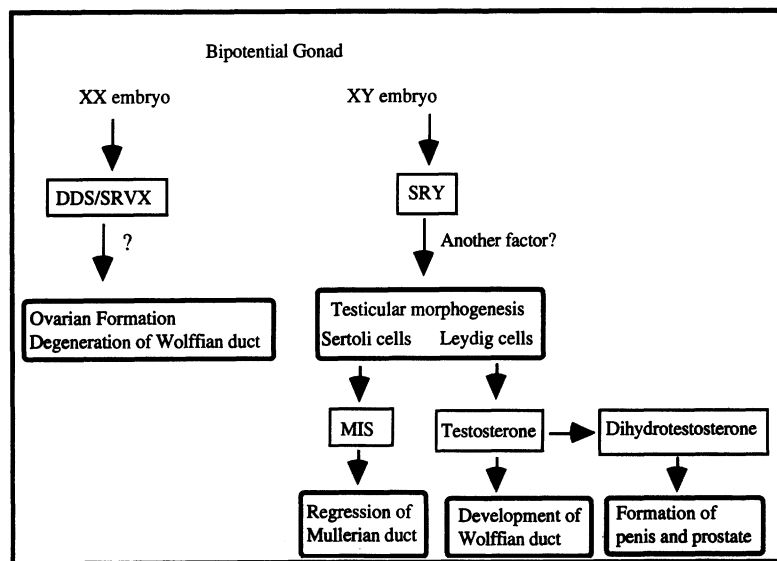 Bipotential Gonad
XX embryo
XY embryo
DDS/SRVX
SRY
?
Another factor?
Ovarian Formation
Degeneration of Wolffian duct
Testicular morphogenesis
Sertoli cells Leydig cells
MIS
Testosterone
Dihydrotestosterone
Regression of
Mullerian duct
Development of
Wolffian duct
Formation of
penis and prostate